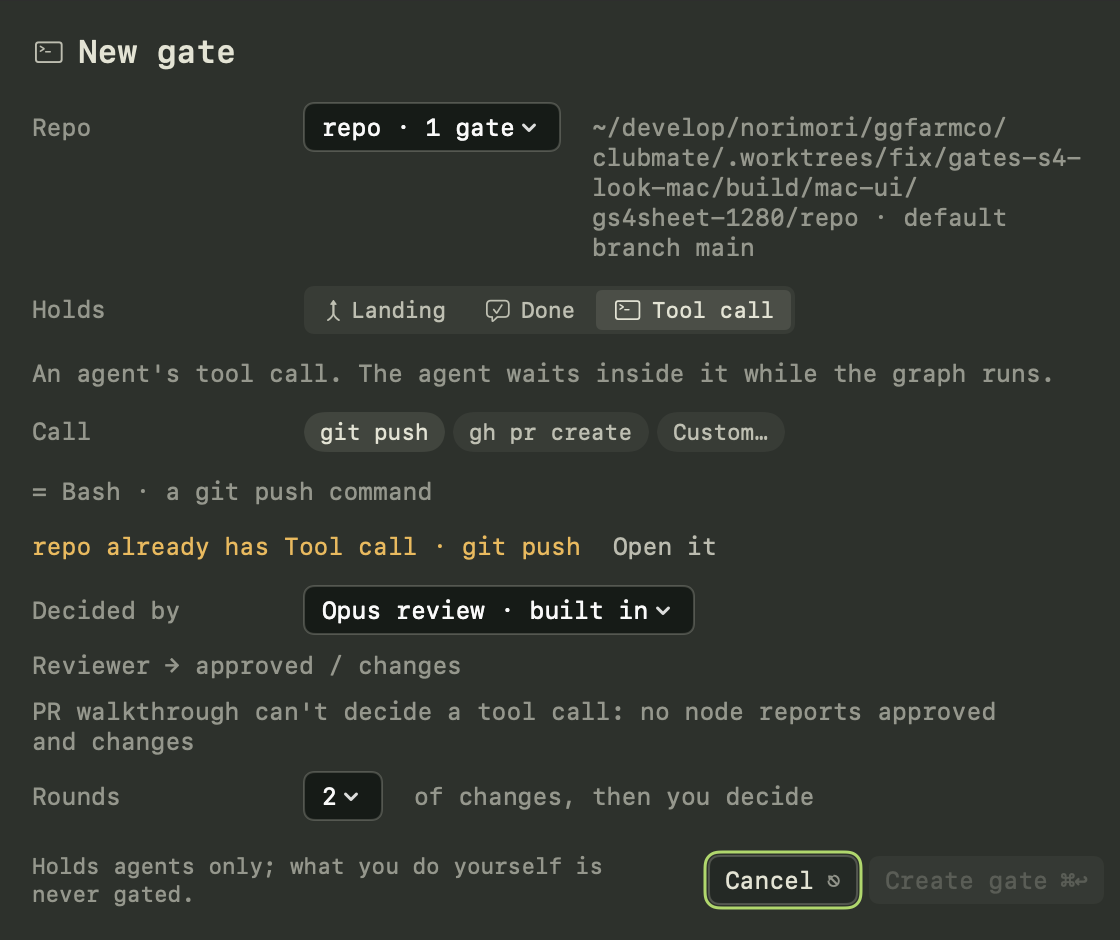 New gate
Repo
repo · 1 gate
~/develop/norimori/ggfarmco/
clubmate/.worktrees/fix/gates-s4-
look-mac/build/mac-ui/
gs4sheet-1280/repo · default
branch main
Holds
Landing
Done
Tool call
An agent's tool call. The agent waits inside it while the graph runs.
Call
git push
gh pr create
Custom…
= Bash · a git push command
repo already has Tool call · git push
Open it
Decided by
Opus review · built in
Reviewer → approved / changes
PR walkthrough can't decide a tool call: no node reports approved
and changes
Rounds
2
of changes, then you decide
Holds agents only; what you do yourself is
never gated.
Cancel ⎋
Create gate ⌘↩